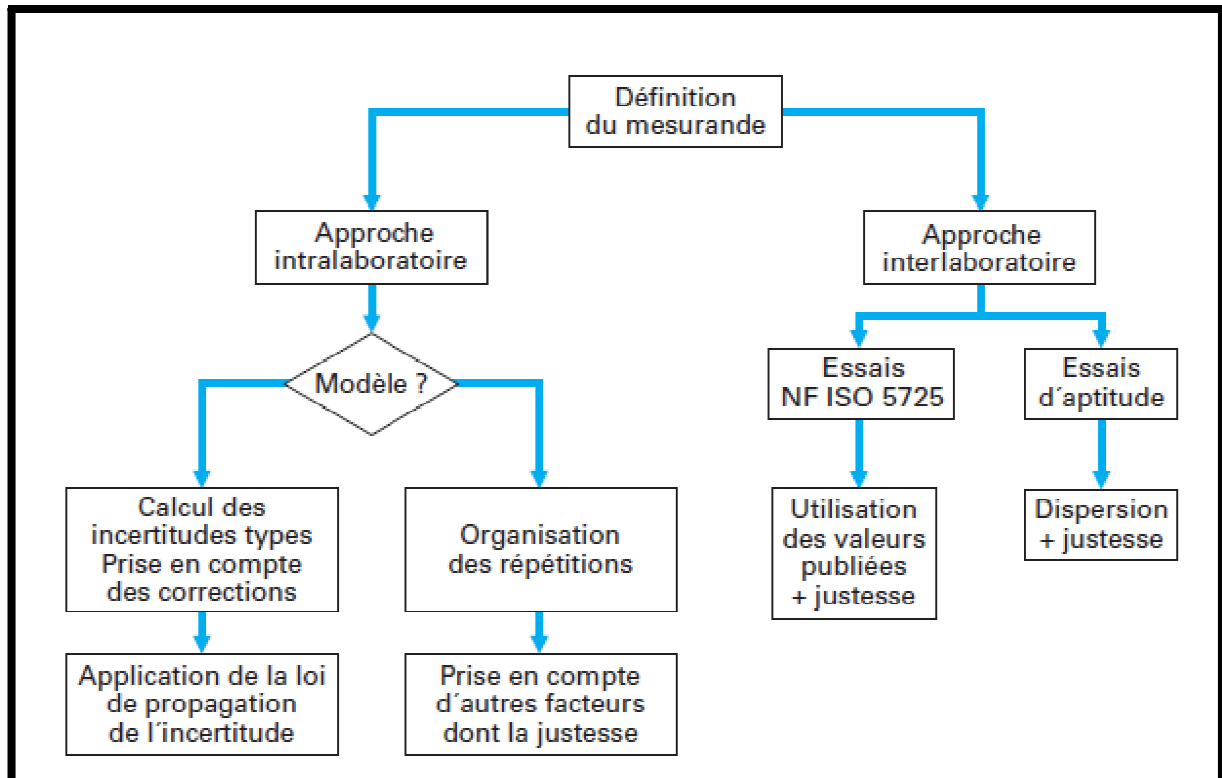 Définition
du mesurande
Approche
intralaboratoire
Approche
interlaboratoire
Modèle ?
Essais
NF ISO 5725
Essais
d´aptitude
Calcul des
incertitudes types
Prise en compte
des corrections
Organisation
des répétitions
Utilisation
des valeurs
publiées
+ justesse
Dispersion
+ justesse
Application de la loi
de propagation
de l´incertitude
Prise en compte
d´autres facteurs
dont la justesse